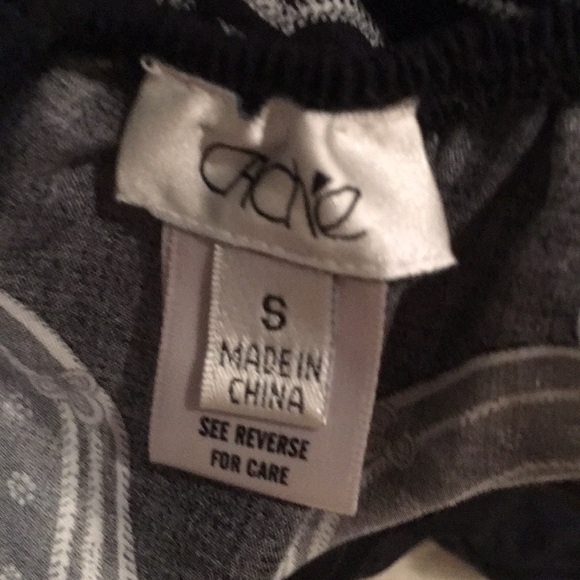 CACHE
S
MADE IN
CHINA
SEE REVERSE
FOR CARE